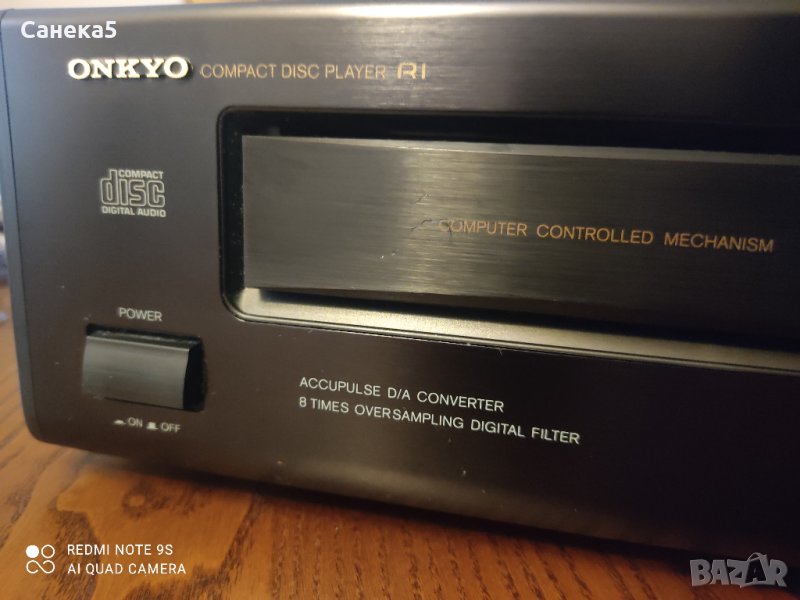 Санека5
ONKYO COMPACT DISC PLAYER R1
COMPACT
disc
DIGITAL AUDIO
COMPUTER CONTROLLED MECHANISM
POWER
ON OFF
ACCUPULSE D/A CONVERTER
8 TIMES OVERSAMPLING DIGITAL FILTER
REDMI NOTE 9S
AI QUAD CAMERA
BAZAR